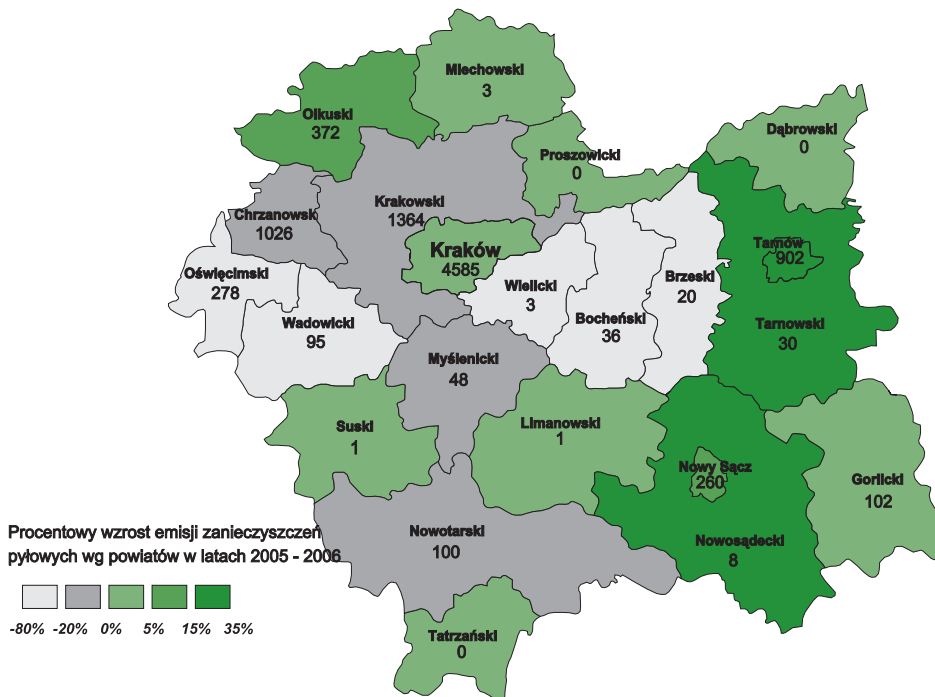 Miechowski
3
Olkuski
372
Dąbrowski
0
Proszowicki
0
Krakowski
1364
Chrzanowsk
1026
Kraków
4585
Tarnów
902
Oświęcimski
278
Wielicki
3
Brzeski
20
Wadowicki
95
Bocheński
36
Tarnowski
30
Myślenicki
48
Suski
1
Limanowski
1
Nowy Sącz
260
Gorlicki
102
Nowotarski
100
Nowosądecki
8
Procentowy wzrost emisji zanieczyszczeń
pyłowych wg powiatów w latach 2005 - 2006
-80% -20% 0% 5% 15% 35%
Tatrzański
0